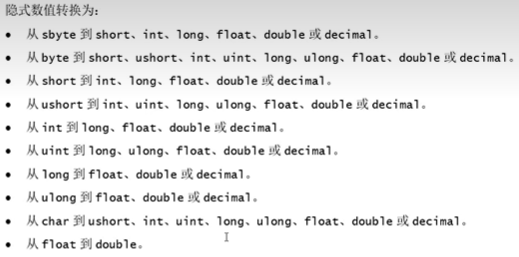 隐式数值转换为：
• 从 sbyte 到 short、int、long、float、double 或 decimal。
• 从 byte 到 short、ushort、int、uint、long、ulong、float、double 或 decimal。
• 从 short 到 int、long、float、double 或 decimal。
• 从 ushort 到 int、uint、long、ulong、float、double 或 decimal。
• 从 int 到 long、float、double 或 decimal。
• 从 uint 到 long、ulong、float、double 或 decimal。
• 从 long 到 float、double 或 decimal。
• 从 ulong 到 float、double 或 decimal。
• 从 char 到 ushort、int、uint、long、ulong、float、double 或 decimal。
• 从 float 到 double。